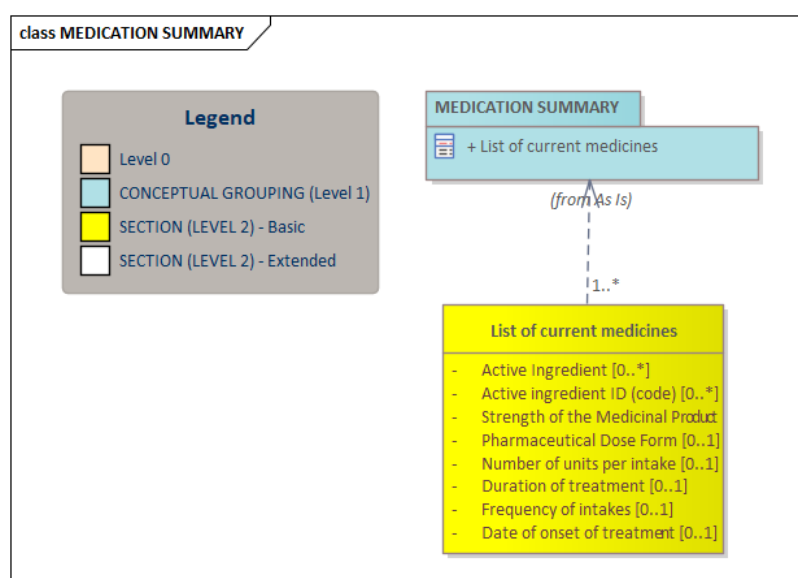 class MEDICATION SUMMARY
Legend
Level 0
CONCEPTUAL GROUPING (Level 1)
SECTION (LEVEL 2) - Basic
SECTION (LEVEL 2) - Extended
MEDICATION SUMMARY
+ List of current medicines
(from As Is)
1..*
List of current medicines
- Active Ingredient [0..*]
- Active ingredient ID (code) [0..*]
- Strength of the Medicinal Product
- Pharmaceutical Dose Form [0..1]
- Number of units per intake [0..1]
- Duration of treatment [0..1]
- Frequency of intakes [0..1]
- Date of onset of treatment [0..1]